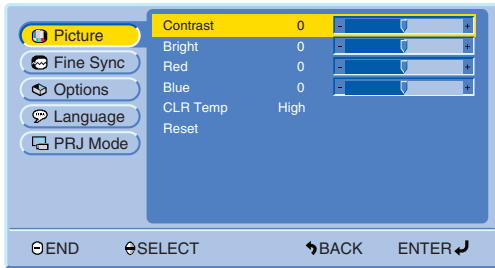 Picture
Fine Sync
Options
Language
PRJ Mode
Contrast 0 - +
Bright 0 - +
Red 0 - +
Blue 0 - +
CLR Temp High
Reset
END SELECT BACK ENTER